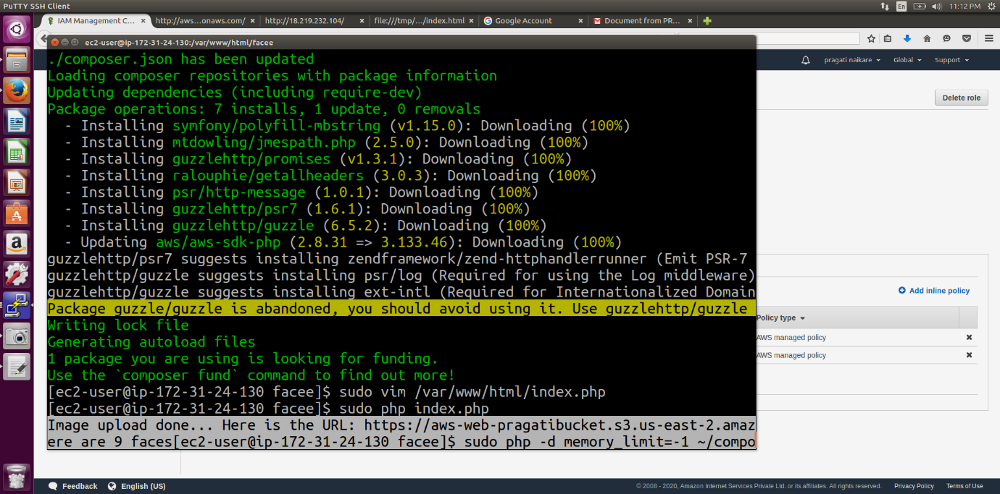 PuTTY SSH Client
En
11:12 PM
IAM Management C...
http://aws...onaws.com/
http://18.219.232.104/
file:///tmp/.../index.html
Google Account
Document from PR...
ec2-user@ip-172-31-24-130:/var/www/html/facee
pragati naikare
Global
Support
Delete role
./composer.json has been updated
Loading composer repositories with package information
Updating dependencies (including require-dev)
Package operations: 7 installs, 1 update, 0 removals
- Installing symfony/polyfill-mbstring (v1.15.0): Downloading (100%)
- Installing mtdowling/jmespath.php (2.5.0): Downloading (100%)
- Installing guzzlehttp/promises (v1.3.1): Downloading (100%)
- Installing ralouphie/getallheaders (3.0.3): Downloading (100%)
- Installing psr/http-message (1.0.1): Downloading (100%)
- Installing guzzlehttp/psr7 (1.6.1): Downloading (100%)
- Installing guzzlehttp/guzzle (6.5.2): Downloading (100%)
- Updating aws/aws-sdk-php (2.8.31 => 3.133.46): Downloading (100%)
guzzlehttp/psr7 suggests installing zendframework/zend-httphandlerrunner (Emit PSR-7
guzzlehttp/guzzle suggests installing psr/log (Required for using the Log middleware)
guzzlehttp/guzzle suggests installing ext-intl (Required for Internationalized Domain
Package guzzle/guzzle is abandoned, you should avoid using it. Use guzzlehttp/guzzle
Writing lock file
Generating autoload files
1 package you are using is looking for funding.
Use the `composer fund` command to find out more!
[ec2-user@ip-172-31-24-130 facee]$ sudo vim /var/www/html/index.php
[ec2-user@ip-172-31-24-130 facee]$ sudo php index.php
Image upload done... Here is the URL: https://aws-web-pragatibucket.s3.us-east-2.amaz
ere are 9 faces[ec2-user@ip-172-31-24-130 facee]$ sudo php -d memory_limit=-1 ~/compo
Add inline policy
Policy type
AWS managed policy
AWS managed policy
Feedback
English (US)
© 2008 - 2020, Amazon Internet Services Private Ltd. or its affiliates. All rights reserved.
Privacy Policy
Terms of Use